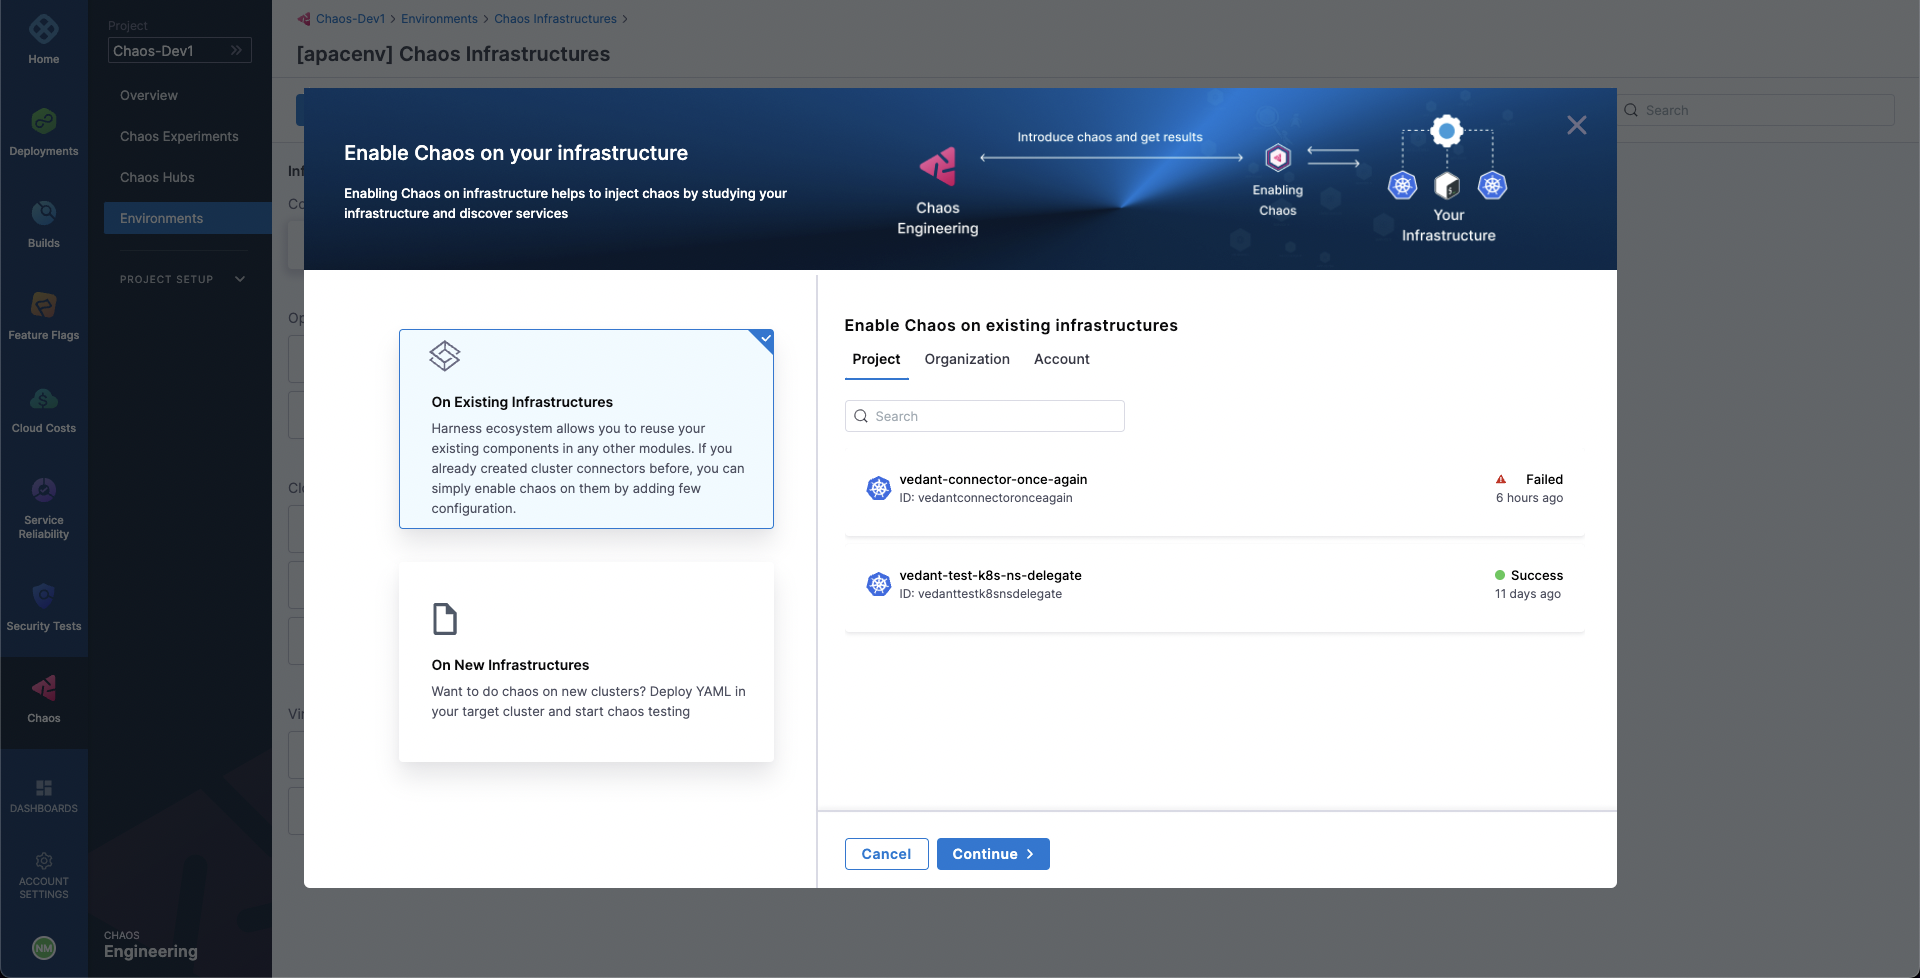 Home
Deployments
Builds
Feature Flags
Cloud Costs
Service
Reliability
Security Tests
Chaos
DASHBOARDS
ACCOUNT
SETTINGS
NM
Project
Chaos-Dev1
Overview
Chaos Experiments
Chaos Hubs
Environments
PROJECT SETUP
CHAOS
Engineering
Chaos-Dev1 > Environments > Chaos Infrastructures >
[apacenv] Chaos Infrastructures
Search
Enable Chaos on your infrastructure
Enabling Chaos on infrastructure helps to inject chaos by studying your
infrastructure and discover services
Introduce chaos and get results
Chaos
Engineering
Enabling
Chaos
Your
Infrastructure
On Existing Infrastructures
Harness ecosystem allows you to reuse your
existing components in any other modules. If you
already created cluster connectors before, you can
simply enable chaos on them by adding few
configuration.
On New Infrastructures
Want to do chaos on new clusters? Deploy YAML in
your target cluster and start chaos testing
Enable Chaos on existing infrastructures
Project Organization Account
Search
vedant-connector-once-again
ID: vedantconnectoronceagain
Failed
6 hours ago
vedant-test-k8s-ns-delegate
ID: vedanttestk8snsdelegate
Success
11 days ago
Cancel
Continue >